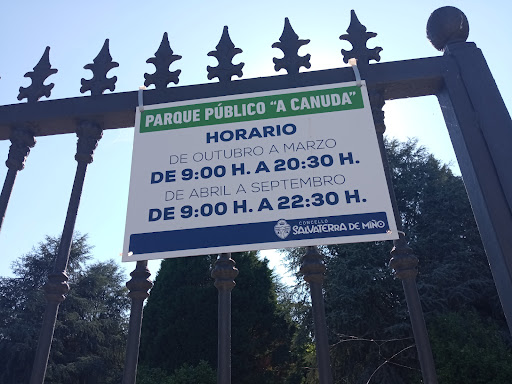 PARQUE PÚBLICO "A CANUDA"
HORARIO
DE OUTUBRO A MARZO
DE 9:00 H. A 20:30 H.
DE ABRIL A SEPTEMBRO
DE 9:00 H. A 22:30 H.
CONCELLO
SALVATERRA DE MIÑO